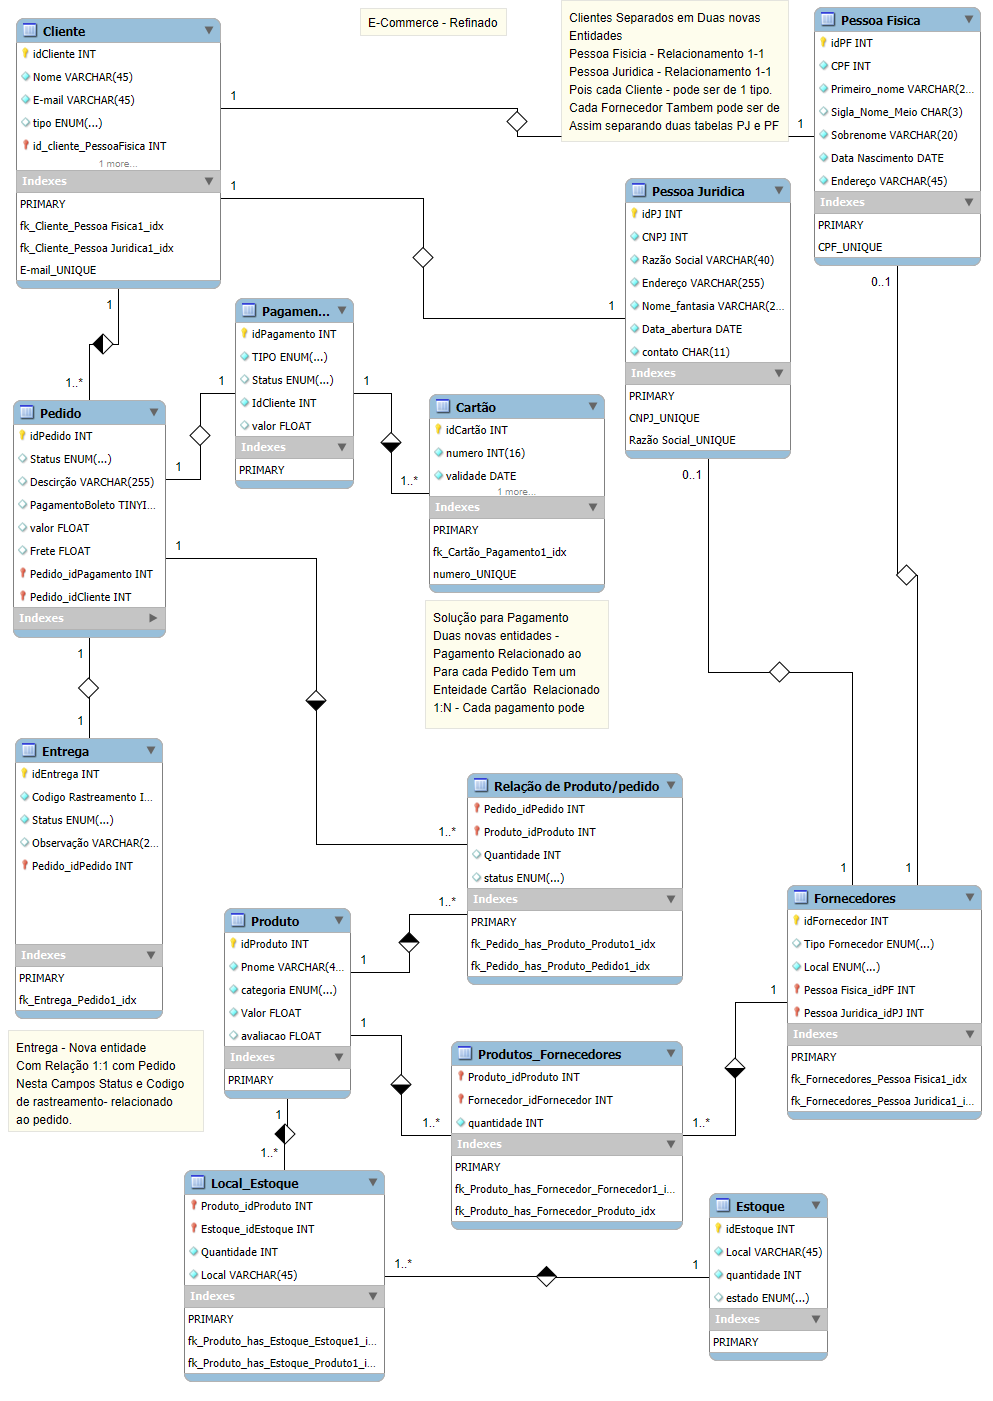 E-Commerce - Refinado
Clientes Separados em Duas novas
Entidades
Pessoa Fisicia - Relacionamento 1-1
Pessoa Juridica - Relacionamento 1-1
Pois cada Cliente - pode ser de 1 tipo.
Cada Fornecedor Tambem pode ser de
Assim separando duas tabelas PJ e PF
Cliente
idCliente INT
Nome VARCHAR(45)
E-mail VARCHAR(45)
tipo ENUM(...)
id_cliente_PessoaFisica INT
1 more...
Indexes
PRIMARY
fk_Cliente_Pessoa Fisica1_idx
fk_Cliente_Pessoa Juridica1_idx
E-mail_UNIQUE
1
1
1
1
1
1..*
Pessoa Fisica
idPF INT
CPF INT
Primeiro_nome VARCHAR(2...
Sigla_Nome_Meio CHAR(3)
Sobrenome VARCHAR(20)
Data Nascimento DATE
Endereço VARCHAR(45)
Indexes
PRIMARY
CPF_UNIQUE
0..1
Pessoa Juridica
idPJ INT
CNPJ INT
Razão Social VARCHAR(40)
Endereço VARCHAR(255)
Nome_fantasia VARCHAR(2...
Data_abertura DATE
contato CHAR(11)
Indexes
PRIMARY
CNPJ_UNIQUE
Razão Social_UNIQUE
0..1
Pagamen...
idPagamento INT
TIPO ENUM(...)
Status ENUM(...)
IdCliente INT
valor FLOAT
Indexes
PRIMARY
1
1
1
1..*
Cartão
idCartão INT
numero INT(16)
validade DATE
1 more...
Indexes
PRIMARY
fk_Cartão_Pagamento1_idx
numero_UNIQUE
Pedido
idPedido INT
Status ENUM(...)
Descirção VARCHAR(255)
PagamentoBoleto TINYI...
valor FLOAT
Frete FLOAT
Pedido_idPagamento INT
Pedido_idCliente INT
Indexes
1
1
1
1..*
Solução para Pagamento
Duas novas entidades -
Pagamento Relacionado ao
Para cada Pedido Tem um
Enteidade Cartão Relacionado
1:N - Cada pagamento pode
Entrega
idEntrega INT
Codigo Rastreamento I...
Status ENUM(...)
Observação VARCHAR(2...
Pedido_idPedido INT
Indexes
PRIMARY
fk_Entrega_Pedido1_idx
Entrega - Nova entidade
Com Relação 1:1 com Pedido
Nesta Campos Status e Codigo
de rastreamento- relacionado
ao pedido.
Relação de Produto/pedido
Pedido_idPedido INT
Produto_idProduto INT
Quantidade INT
status ENUM(...)
Indexes
PRIMARY
fk_Pedido_has_Produto_Produto1_idx
fk_Pedido_has_Produto_Pedido1_idx
1..*
1
1
1
Fornecedores
idFornecedor INT
Tipo Fornecedor ENUM(...)
Local ENUM(...)
Pessoa Fisica_idPF INT
Pessoa Juridica_idPJ INT
Indexes
PRIMARY
fk_Fornecedores_Pessoa Fisica1_idx
fk_Fornecedores_Pessoa Juridica1_i...
1
Produto
idProduto INT
Pnome VARCHAR(4...
categoria ENUM(...)
Valor FLOAT
avaliacao FLOAT
Indexes
PRIMARY
1
1
1..*
1..*
1..*
Produtos_Fornecedores
Produto_idProduto INT
Fornecedor_idFornecedor INT
quantidade INT
Indexes
PRIMARY
fk_Produto_has_Fornecedor_Fornecedor1_i...
fk_Produto_has_Fornecedor_Produto_idx
Local_Estoque
Produto_idProduto INT
Estoque_idEstoque INT
Quantidade INT
Local VARCHAR(45)
Indexes
PRIMARY
fk_Produto_has_Estoque_Estoque1_i...
fk_Produto_has_Estoque_Produto1_i...
1..*
1
Estoque
idEstoque INT
Local VARCHAR(45)
quantidade INT
estado ENUM(...)
Indexes
PRIMARY